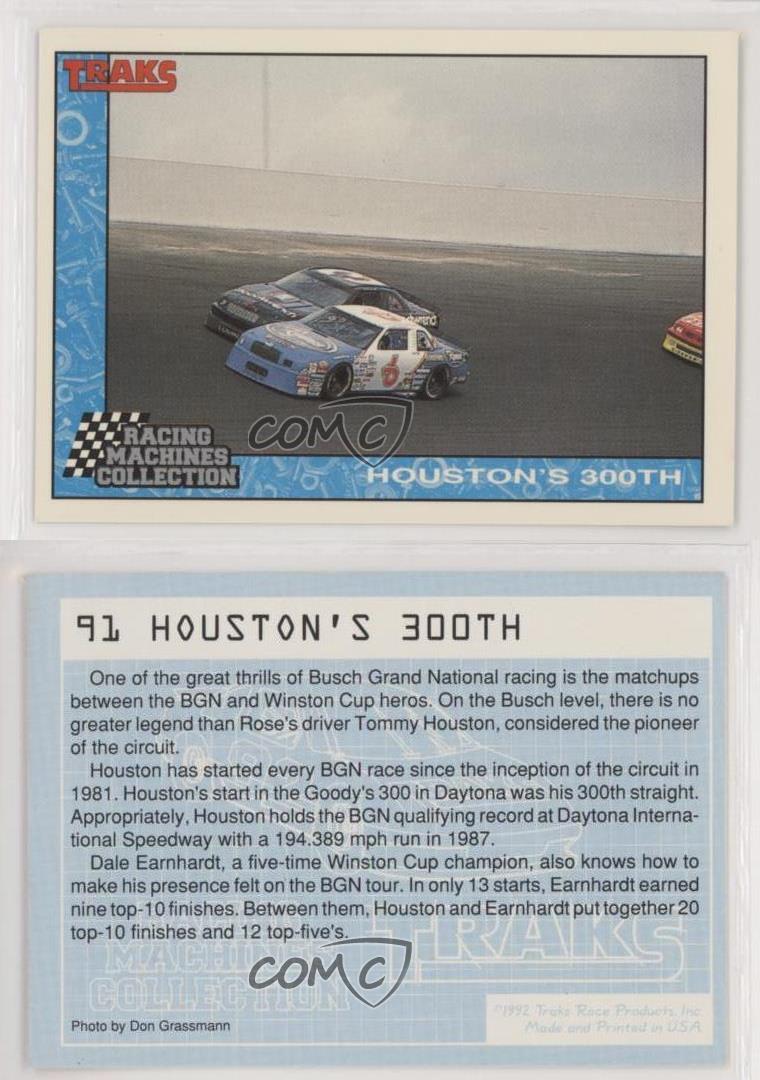 TRAKS
RACING
MACHINES
COLLECTION
HOUSTON'S 300TH
COMC
91 HOUSTON'S 300TH
One of the great thrills of Busch Grand National racing is the matchups
between the BGN and Winston Cup heros. On the Busch level, there is no
greater legend than Rose's driver Tommy Houston, considered the pioneer
of the circuit.
Houston has started every BGN race since the inception of the circuit in
1981. Houston's start in the Goody's 300 in Daytona was his 300th straight.
Appropriately, Houston holds the BGN qualifying record at Daytona Interna-
tional Speedway with a 194.389 mph run in 1987.
Dale Earnhardt, a five-time Winston Cup champion, also knows how to
make his presence felt on the BGN tour. In only 13 starts, Earnhardt earned
nine top-10 finishes. Between them, Houston and Earnhardt put together 20
top-10 finishes and 12 top-five's.
TRAKS
MACHINES
COLLECTION
COMC
Photo by Don Grassmann
©1992 Traks Race Products, Inc.
Made and Printed in U.S.A.